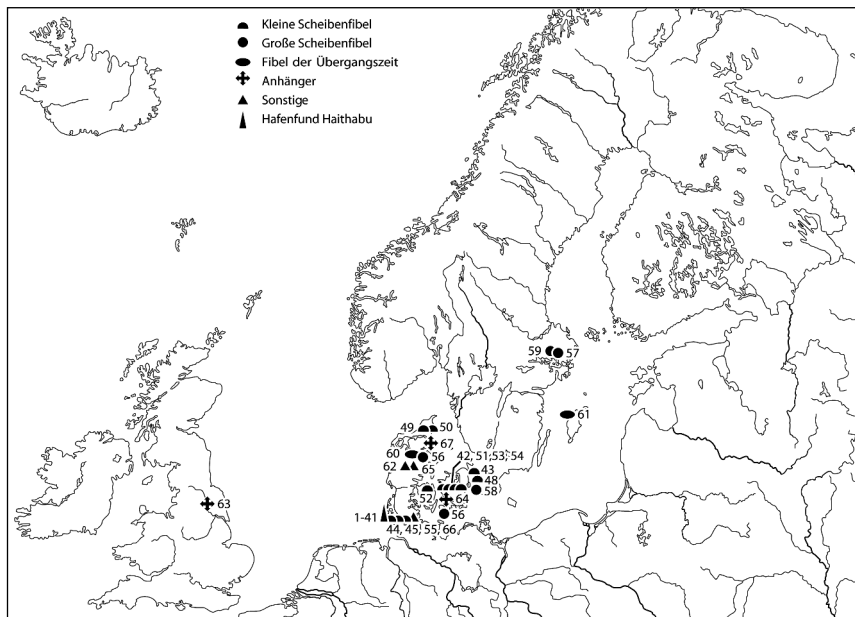 Kleine Scheibenfibel
Große Scheibenfibel
Fibel der Übergangszeit
Anhänger
Sonstige
Hafenfund Haithabu
59 57
61
49 50
67
60 56
42, 51, 53, 54
62 65
43
48
52 64 58
63
1-41 56
44, 45, 55, 66